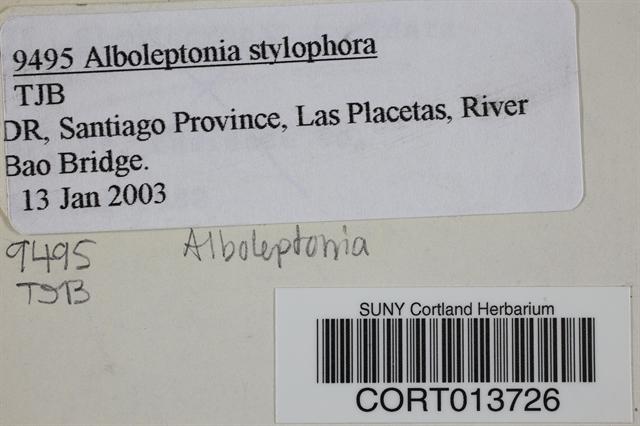 9495 Alboleptonia stylophora
TJB
DR, Santiago Province, Las Placetas, River
Bao Bridge.
13 Jan 2003
9495 Alboleptonia
TJB
SUNY Cortland Herbarium
CORT013726